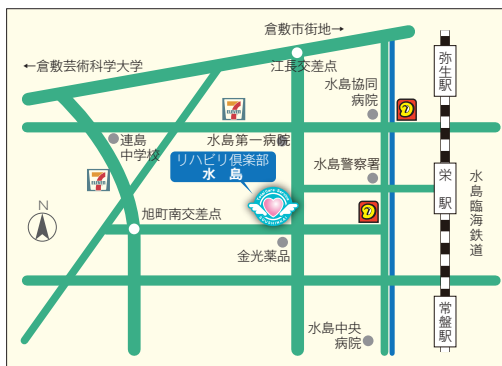 倉敷市街地→
←倉敷芸術科学大学
江長交差点
弥生駅
水島協同
病院
7
ELEVEN
連島
中学校
水島第一病院
リハビリ倶楽部
水島
水島警察署
栄駅
水島臨海鉄道
7
ELEVEN
N
旭町南交差点
金光薬品
水島中央
病院
常盤駅